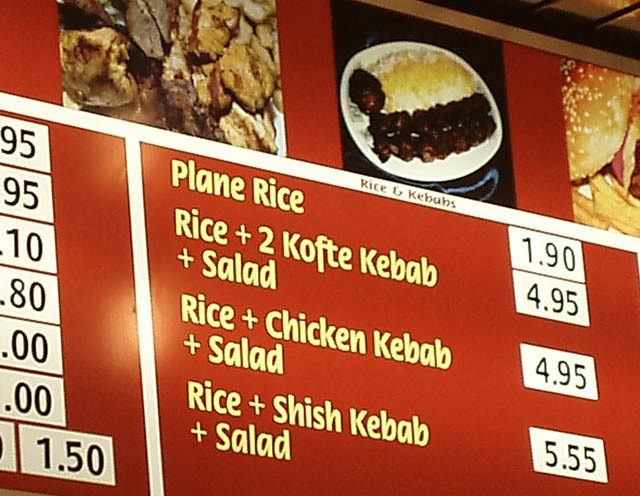 Rice & Kebabs
Plane Rice 1.90
Rice + 2 Kofte Kebab 4.95
+ Salad
Rice + Chicken Kebab 4.95
+ Salad
Rice + Shish Kebab 5.55
+ Salad
95
95
.10
.80
.00
.00
1.50